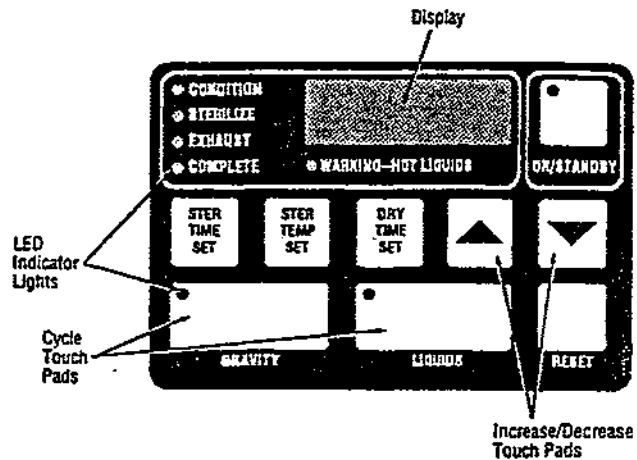 Display
CONDITION
STERILIZE
EXHAUST
COMPLETE
WARNING—HOT LIQUIDS
ON/STANDBY
STER
TIME
SET
STER
TEMP
SET
DRY
TIME
SET
LED
Indicator
Lights
Cycle
Touch
Pads
GRAVITY
LIQUIDS
RESET
Increase/Decrease
Touch Pads